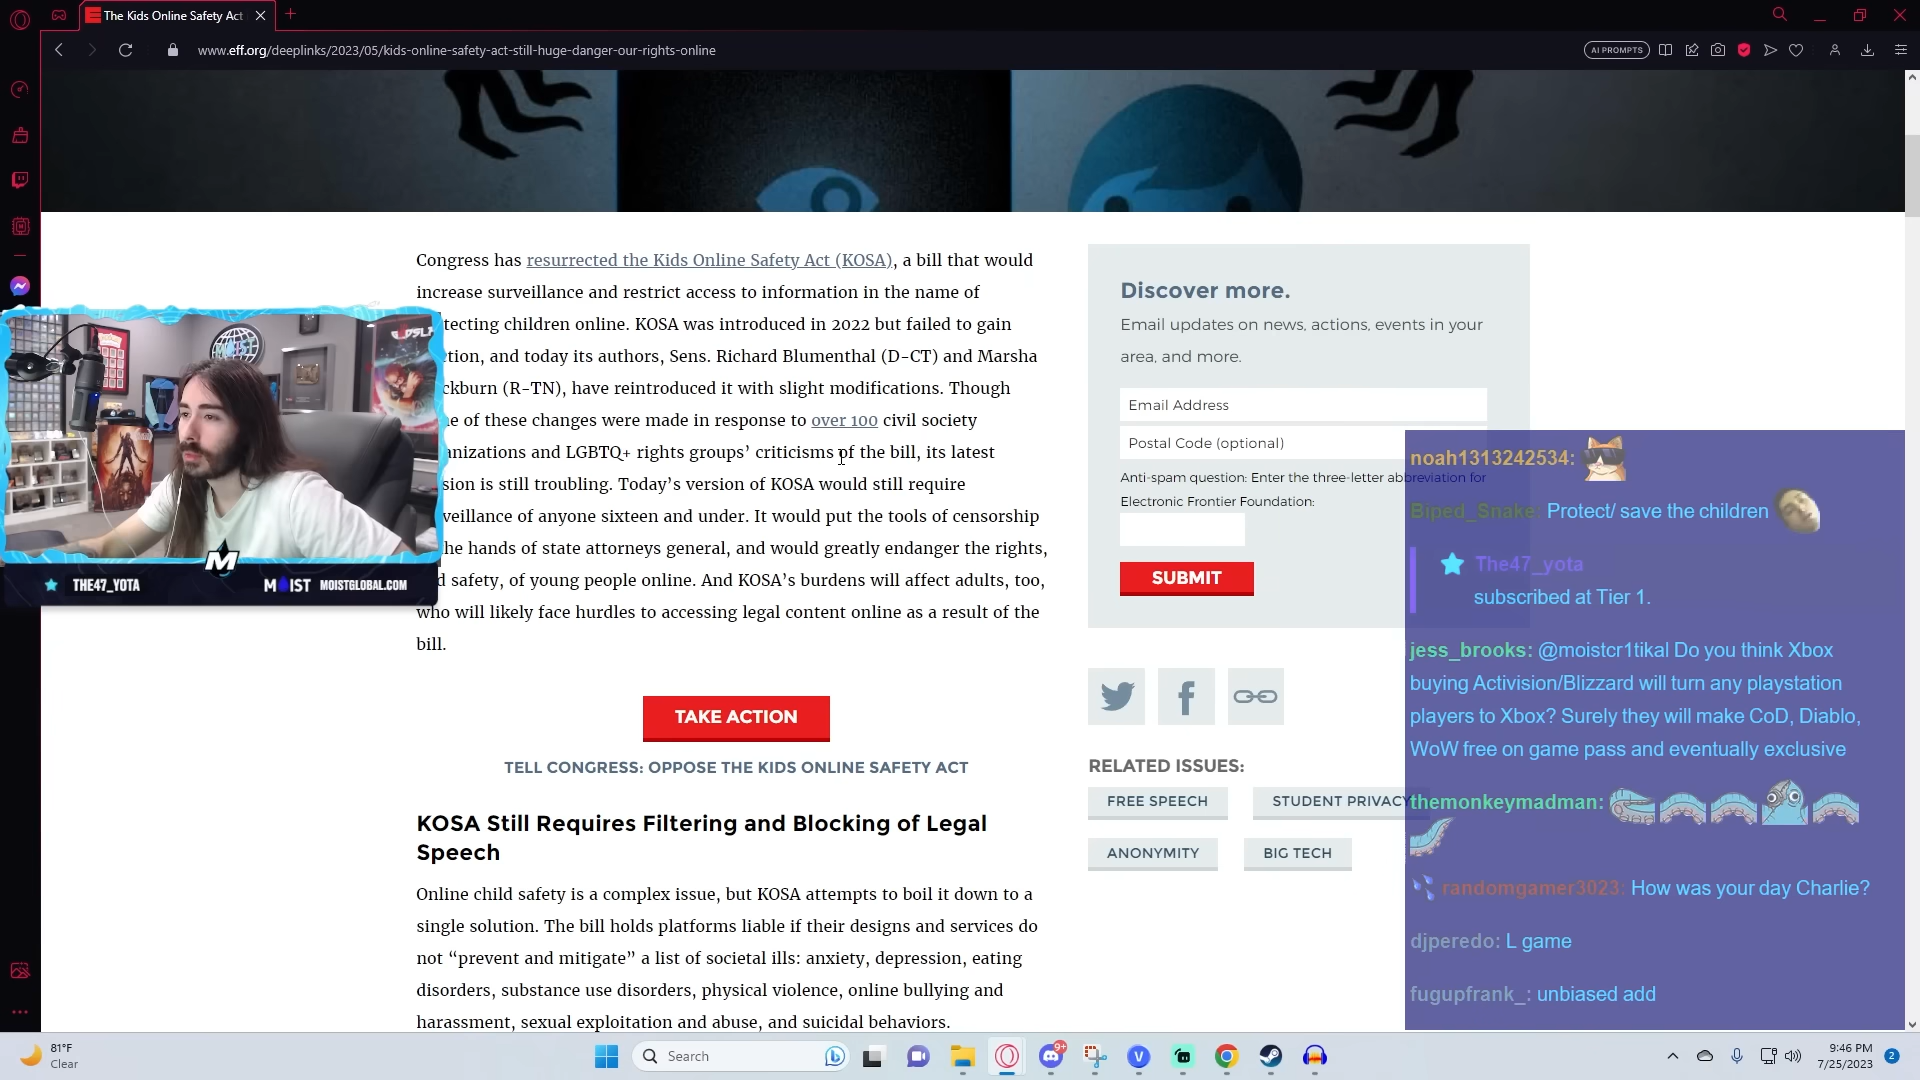 The Kids Online Safety Act
www.eff.org/deeplinks/2023/05/kids-online-safety-act-still-huge-danger-our-rights-online
AI PROMPTS
Congress has resurrected the Kids Online Safety Act (KOSA), a bill that would
increase surveillance and restrict access to information in the name of
tecting children online. KOSA was introduced in 2022 but failed to gain
tion, and today its authors, Sens. Richard Blumenthal (D-CT) and Marsha
ckburn (R-TN), have reintroduced it with slight modifications. Though
e of these changes were made in response to over 100 civil society
anizations and LGBTQ+ rights groups’ criticisms of the bill, its latest
sion is still troubling. Today’s version of KOSA would still require
veillance of anyone sixteen and under. It would put the tools of censorship
he hands of state attorneys general, and would greatly endanger the rights,
d safety, of young people online. And KOSA’s burdens will affect adults, too,
who will likely face hurdles to accessing legal content online as a result of the
bill.
TAKE ACTION
TELL CONGRESS: OPPOSE THE KIDS ONLINE SAFETY ACT
KOSA Still Requires Filtering and Blocking of Legal
Speech
Online child safety is a complex issue, but KOSA attempts to boil it down to a
single solution. The bill holds platforms liable if their designs and services do
not “prevent and mitigate” a list of societal ills: anxiety, depression, eating
disorders, substance use disorders, physical violence, online bullying and
harassment, sexual exploitation and abuse, and suicidal behaviors.
THE47_YOTA
M
MOIST MOISTGLOBAL.COM
Discover more.
Email updates on news, actions, events in your
area, and more.
Email Address
Postal Code (optional)
Anti-spam question: Enter the three-letter abbreviation for
Electronic Frontier Foundation:
SUBMIT
RELATED ISSUES:
FREE SPEECH
STUDENT PRIVACY
ANONYMITY
BIG TECH
noah1313242534:
Biped_Snake: Protect/ save the children
The47_yota
subscribed at Tier 1.
jess_brooks: @moistcr1tikal Do you think Xbox
buying Activision/Blizzard will turn any playstation
players to Xbox? Surely they will make CoD, Diablo,
WoW free on game pass and eventually exclusive
themonkeymadman:
randomgamer3023: How was your day Charlie?
djperedo: L game
fugupfrank_: unbiased add
81°F
Clear
Search
9+
9:46 PM
7/25/2023
2